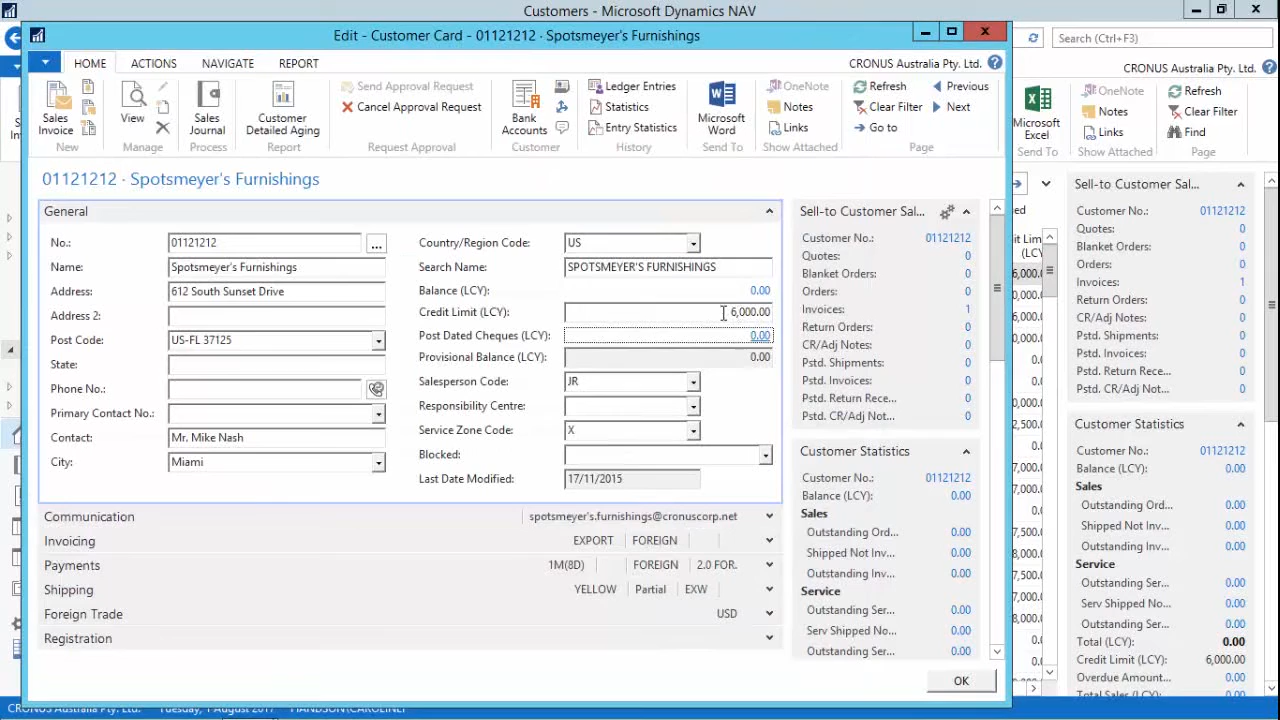 Customers - Microsoft Dynamics NAV
Edit - Customer Card - 01121212 · Spotsmeyer's Furnishings
Search (Ctrl+F3)
HOME ACTIONS NAVIGATE REPORT
CRONUS Australia Pty. Ltd.
CRONUS Australia Pty. Ltd.
Sales Invoice
New
View
Manage
Sales Journal
Process
Customer Detailed Aging
Report
Send Approval Request
Cancel Approval Request
Request Approval
Bank Accounts
Customer
Ledger Entries
Statistics
Entry Statistics
History
Microsoft Word
Send To
OneNote
Notes
Links
Show Attached
Refresh
Clear Filter
Go to
Previous
Next
Page
Microsoft Excel
Send To
OneNote
Notes
Links
Show Attached
Refresh
Clear Filter
Find
Page
01121212 · Spotsmeyer's Furnishings
General
No.: 01121212 ...
Name: Spotsmeyer's Furnishings
Address: 612 South Sunset Drive
Address 2:
Post Code: US-FL 37125
State:
Phone No.:
Primary Contact No.:
Contact: Mr. Mike Nash
City: Miami
Country/Region Code: US
Search Name: SPOTSMEYER'S FURNISHINGS
Balance (LCY): 0.00
Credit Limit (LCY): 6,000.00
Post Dated Cheques (LCY): 0.00
Provisional Balance (LCY): 0.00
Salesperson Code: JR
Responsibility Centre:
Service Zone Code: X
Blocked:
Last Date Modified: 17/11/2015
Communication spotsmeyer's.furnishings@cronuscorp.net
Invoicing EXPORT FOREIGN
Payments 1M(8D) FOREIGN 2.0 FOR.
Shipping YELLOW Partial EXW
Foreign Trade USD
Registration
Sell-to Customer Sal...
Customer No.: 01121212
Quotes: 0
Blanket Orders: 0
Orders: 0
Invoices: 1
Return Orders: 0
CR/Adj Notes: 0
Pstd. Shipments: 0
Pstd. Invoices: 0
Pstd. Return Rece... 0
Pstd. CR/Adj Not... 0
Customer Statistics
Customer No.: 01121212
Balance (LCY): 0.00
Sales
Outstanding Ord... 0.00
Shipped Not Inv... 0.00
Outstanding Inv... 0.00
Service
Outstanding Ser... 0.00
Serv Shipped No... 0.00
Outstanding Ser... 0.00
OK
Sell-to Customer Sal...
Customer No.: 01121212
Quotes: 0
Blanket Orders: 0
Orders: 0
Invoices: 1
Return Orders: 0
CR/Adj Notes: 0
Pstd. Shipments: 0
Pstd. Invoices: 0
Pstd. Return Rece... 0
Pstd. CR/Adj Not... 0
Customer Statistics
Customer No.: 01121212
Balance (LCY): 0.00
Sales
Outstanding Ord... 0.00
Shipped Not Inv... 0.00
Outstanding Inv... 0.00
Service
Outstanding Ser... 0.00
Serv Shipped No... 0.00
Outstanding Ser... 0.00
Total (LCY): 0.00
Credit Limit (LCY): 6,000.00
Overdue Amount... 0.00
Total Sales (LCY) 0.00
CRONUS Australia Pty. Ltd. Tuesday, 1 August 2017